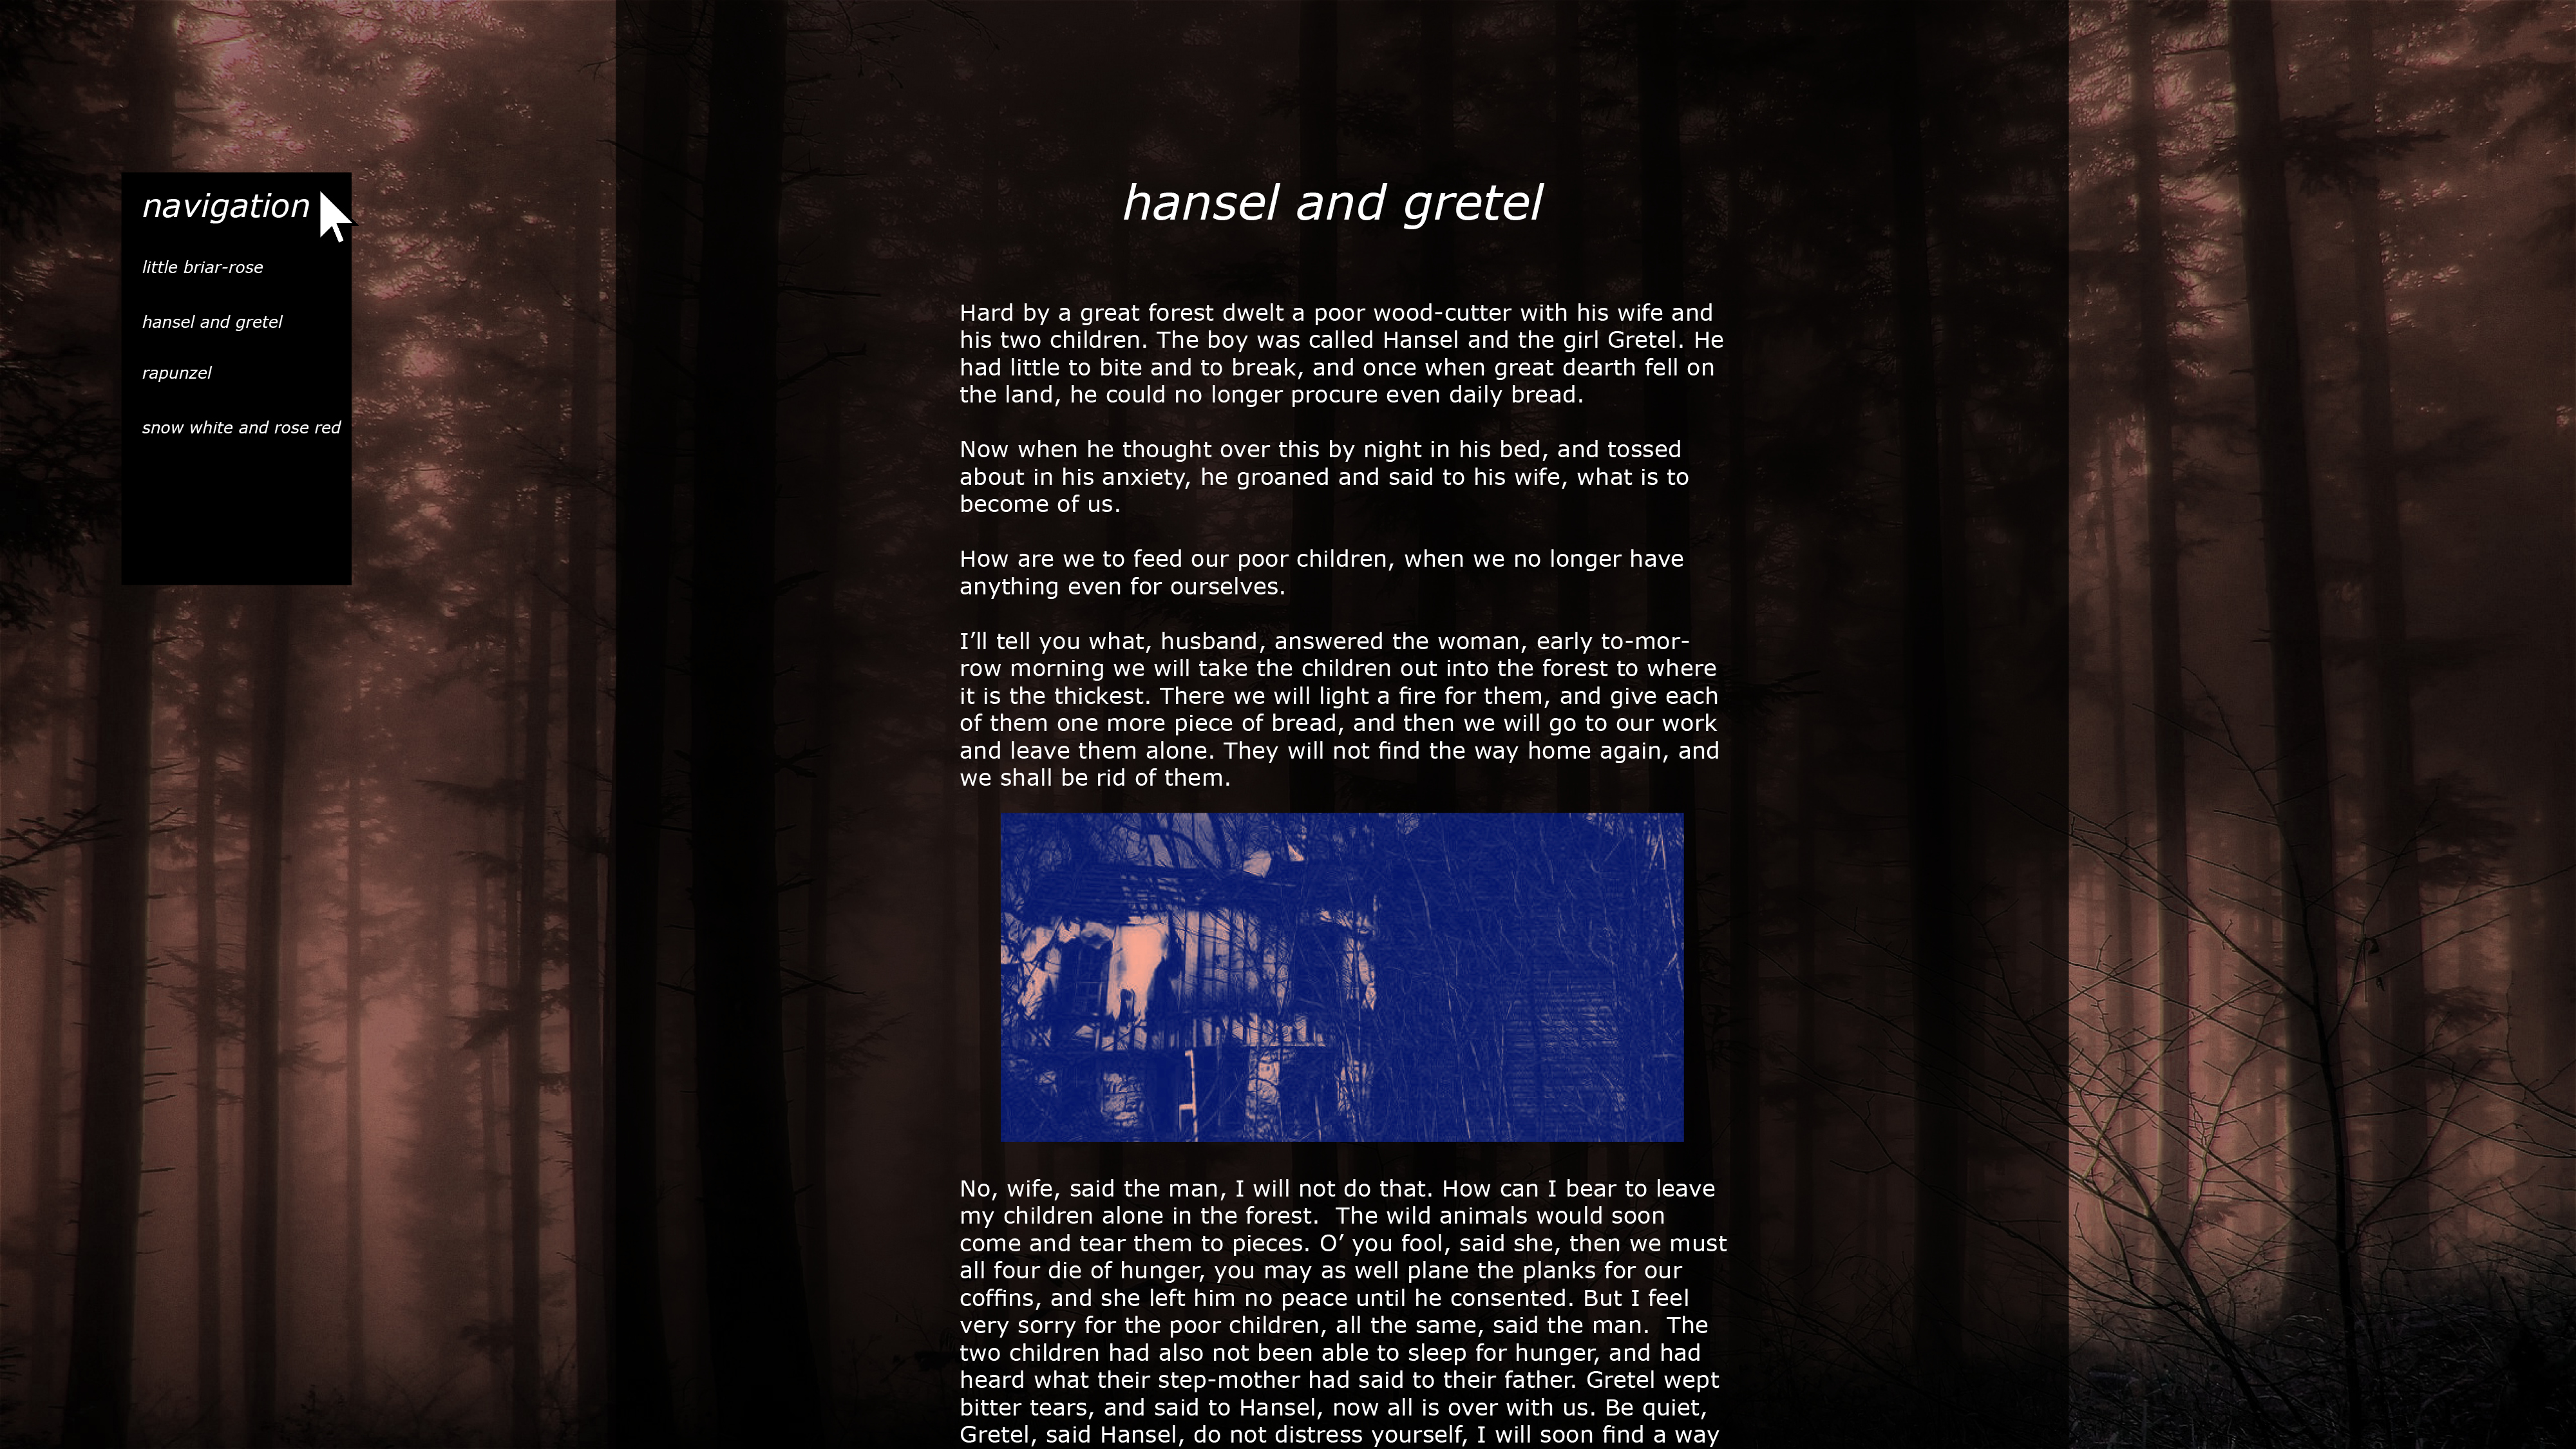 navigation
little briar-rose
hansel and gretel
rapunzel
snow white and rose red
hansel and gretel
Hard by a great forest dwelt a poor wood-cutter with his wife and
his two children. The boy was called Hansel and the girl Gretel. He
had little to bite and to break, and once when great dearth fell on
the land, he could no longer procure even daily bread.
Now when he thought over this by night in his bed, and tossed
about in his anxiety, he groaned and said to his wife, what is to
become of us.
How are we to feed our poor children, when we no longer have
anything even for ourselves.
I’ll tell you what, husband, answered the woman, early to-mor-
row morning we will take the children out into the forest to where
it is the thickest. There we will light a fire for them, and give each
of them one more piece of bread, and then we will go to our work
and leave them alone. They will not find the way home again, and
we shall be rid of them.
No, wife, said the man, I will not do that. How can I bear to leave
my children alone in the forest.  The wild animals would soon
come and tear them to pieces. O’ you fool, said she, then we must
all four die of hunger, you may as well plane the planks for our
coffins, and she left him no peace until he consented. But I feel
very sorry for the poor children, all the same, said the man.  The
two children had also not been able to sleep for hunger, and had
heard what their step-mother had said to their father. Gretel wept
bitter tears, and said to Hansel, now all is over with us. Be quiet,
Gretel, said Hansel, do not distress yourself, I will soon find a way